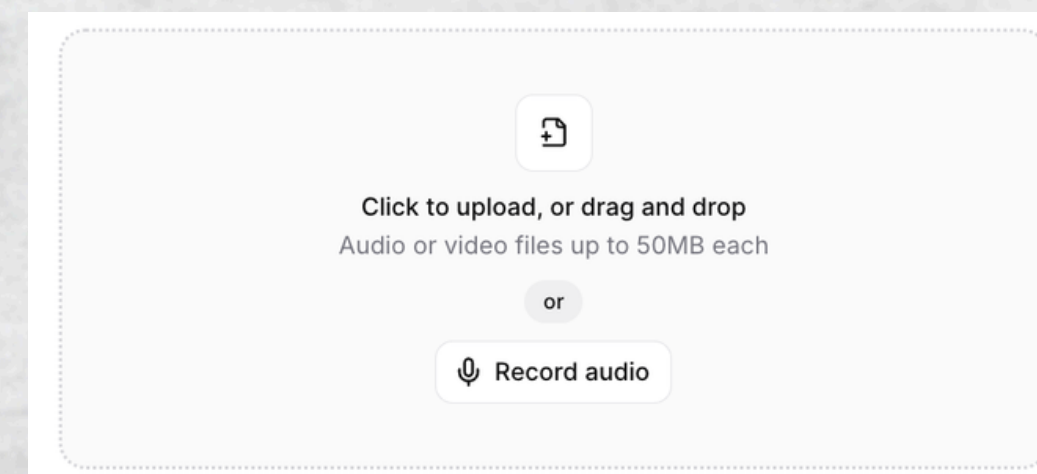 Click to upload, or drag and drop
Audio or video files up to 50MB each
or
Record audio